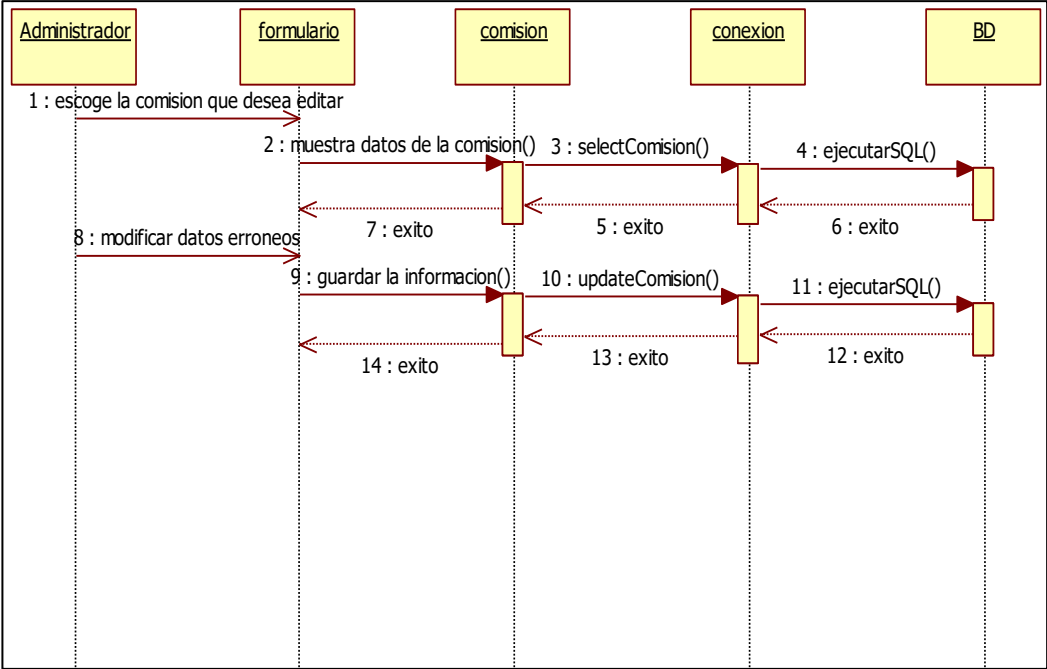 Administrador
formulario
comision
conexion
BD
1 : escoge la comision que desea editar
2 : muestra datos de la comision()
3 : selectComision()
4 : ejecutarSQL()
7 : exito
5 : exito
6 : exito
8 : modificar datos erroneos
9 : guardar la informacion()
10 : updateComision()
11 : ejecutarSQL()
14 : exito
13 : exito
12 : exito